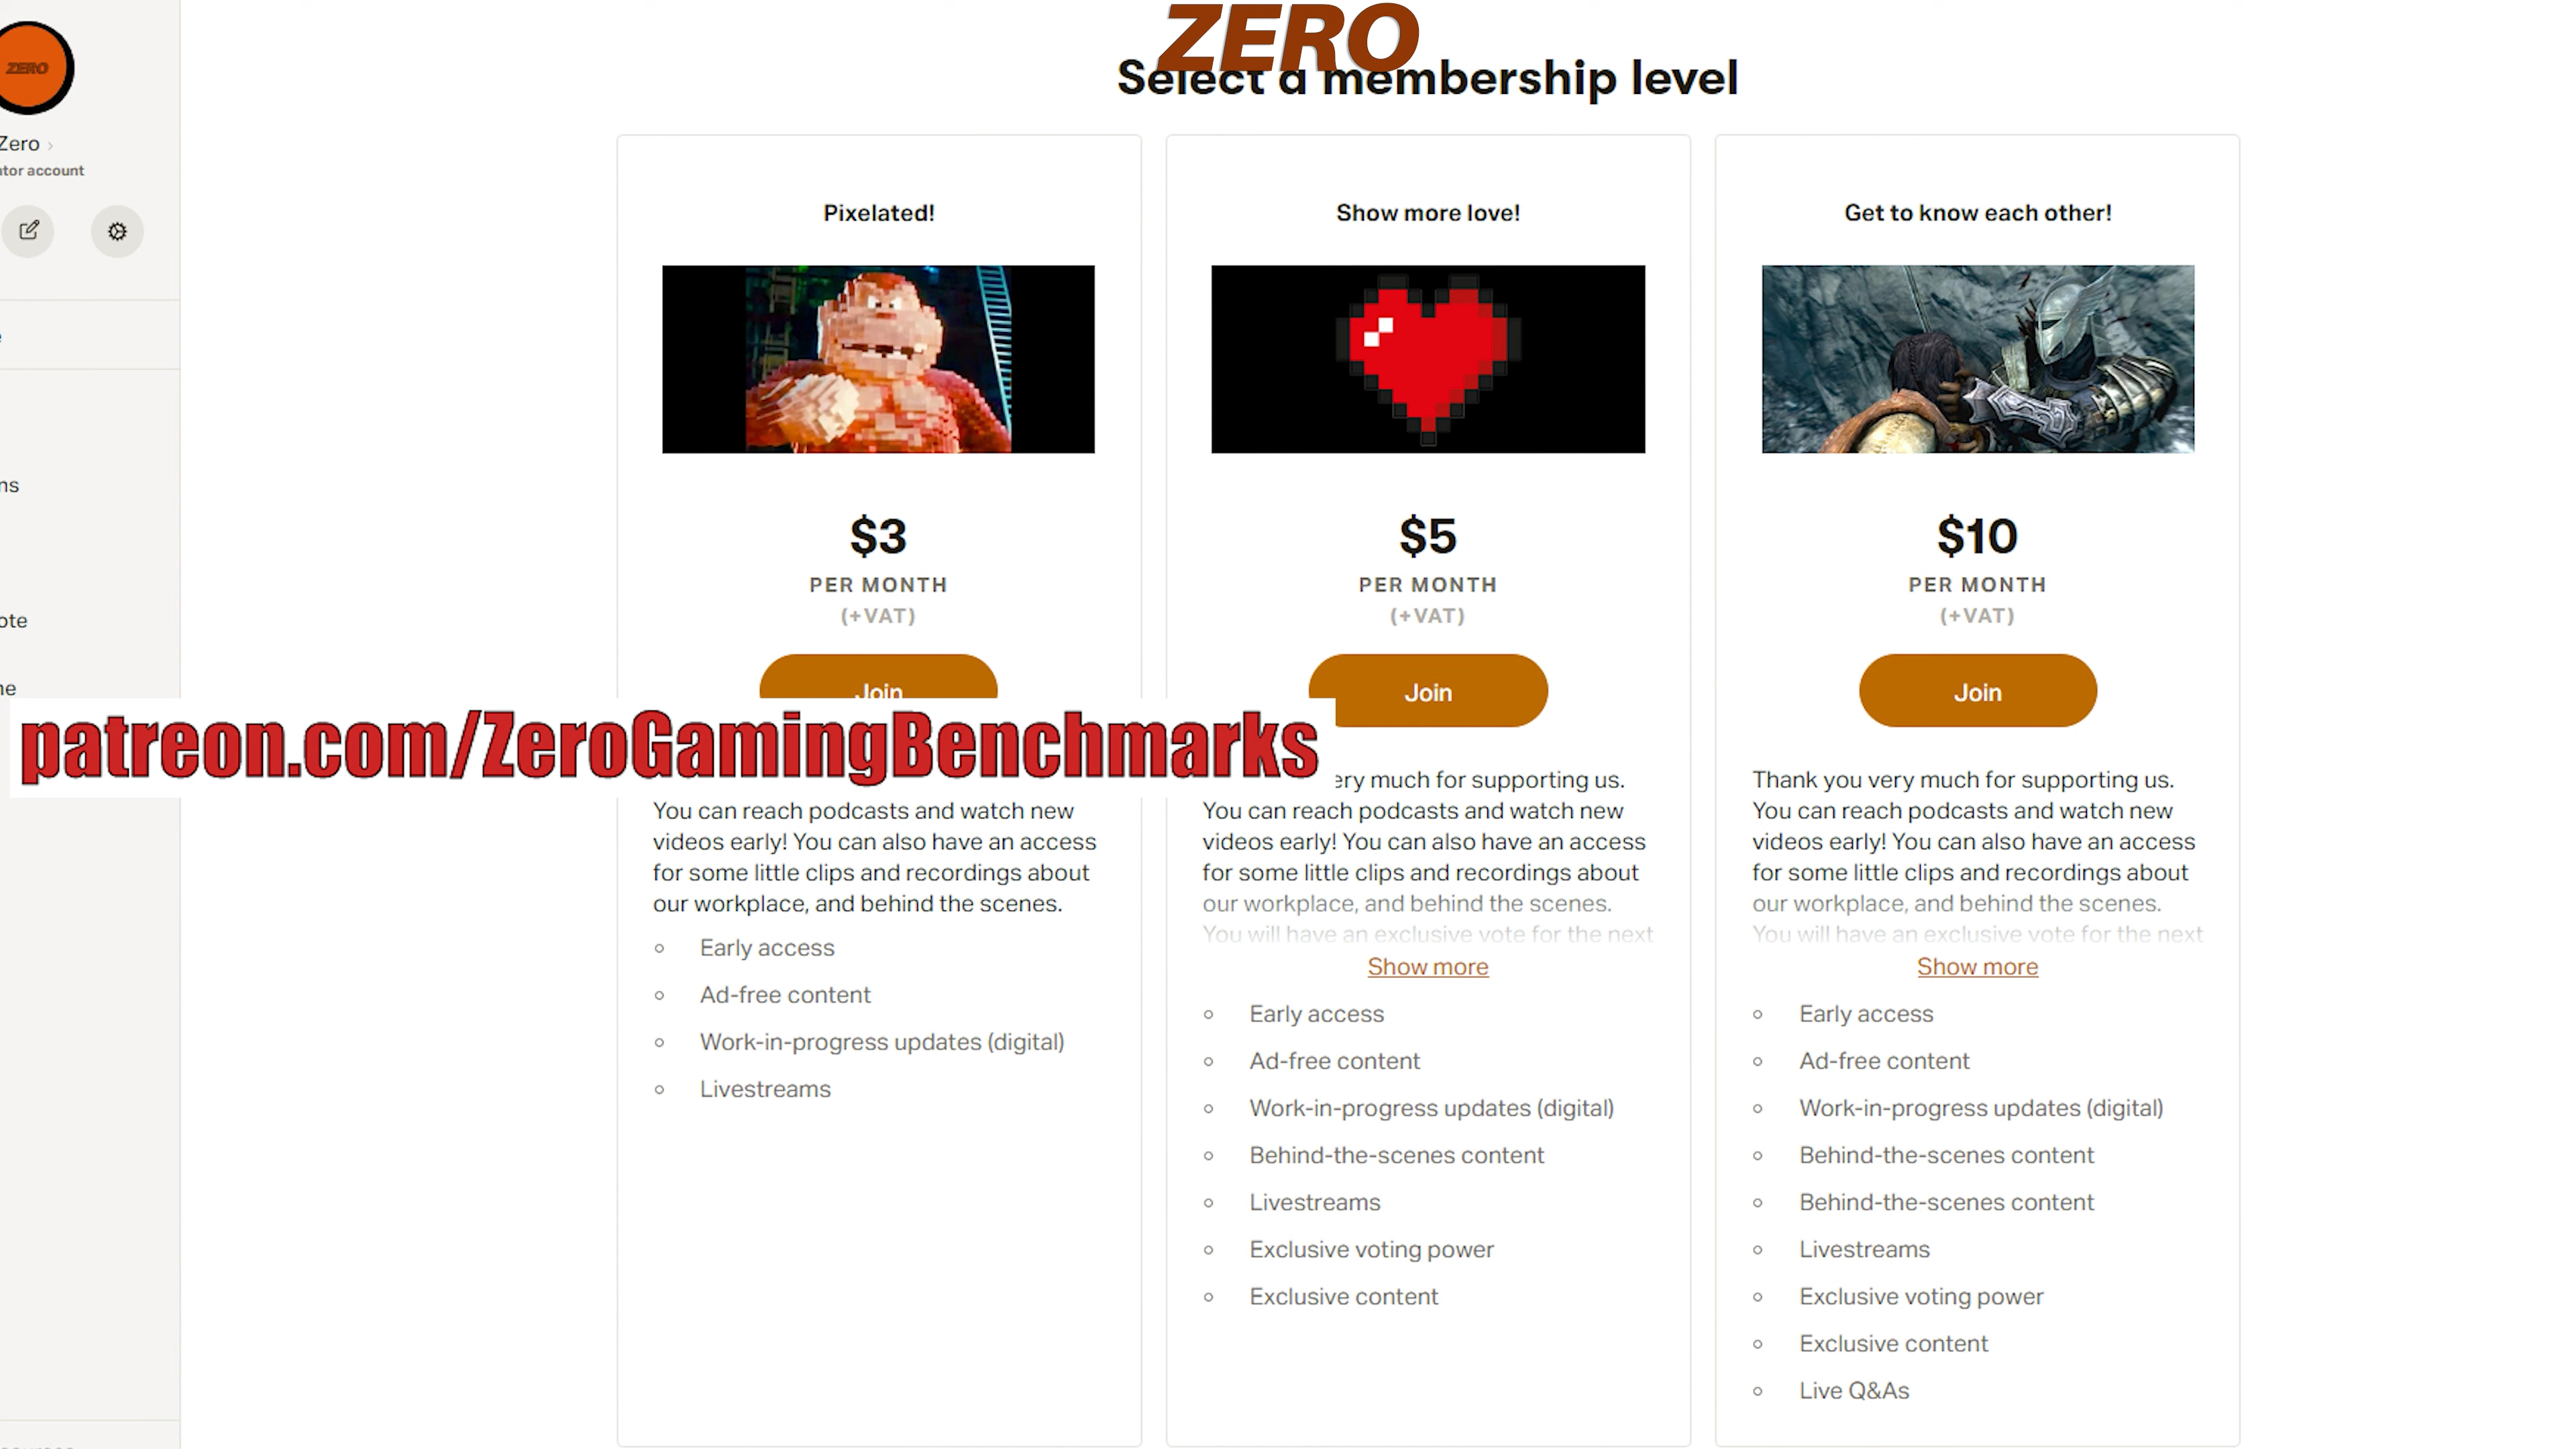 ZERO
Select a membership level
ZERO
Zero
ator account
ns
ote
ne
Pixelated!
$3
PER MONTH
(+VAT)
Join
patreon.com/ZeroGamingBenchmarks
You can reach podcasts and watch new
videos early! You can also have an access
for some little clips and recordings about
our workplace, and behind the scenes.
Early access
Ad-free content
Work-in-progress updates (digital)
Livestreams
Show more love!
$5
PER MONTH
(+VAT)
Join
ery much for supporting us.
You can reach podcasts and watch new
videos early! You can also have an access
for some little clips and recordings about
our workplace, and behind the scenes.
You will have an exclusive vote for the next
Show more
Early access
Ad-free content
Work-in-progress updates (digital)
Behind-the-scenes content
Livestreams
Exclusive voting power
Exclusive content
Get to know each other!
$10
PER MONTH
(+VAT)
Join
Thank you very much for supporting us.
You can reach podcasts and watch new
videos early! You can also have an access
for some little clips and recordings about
our workplace, and behind the scenes.
You will have an exclusive vote for the next
Show more
Early access
Ad-free content
Work-in-progress updates (digital)
Behind-the-scenes content
Behind-the-scenes content
Livestreams
Exclusive voting power
Exclusive content
Live Q&As